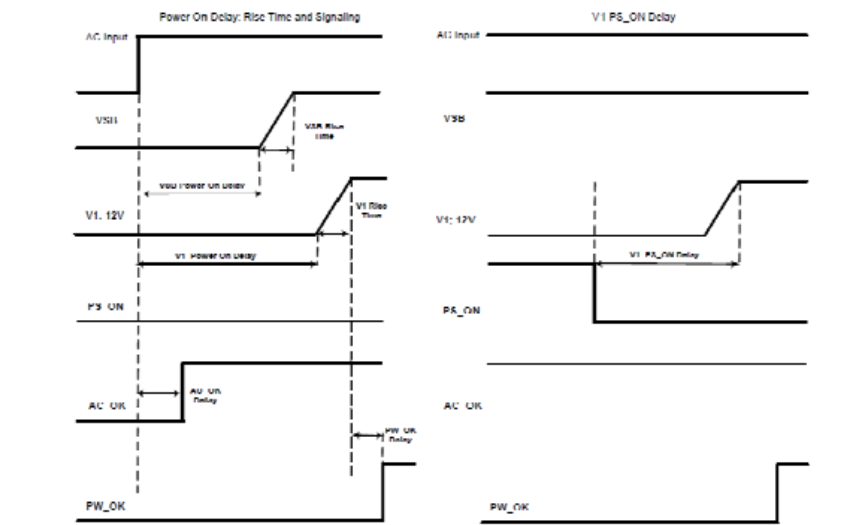 Power On Delay: Rise Time and Signaling
AC Input
VSB
VSB Rise
Time
VSB Power On Delay
V1, 12V
V1 Rise
Time
V1 Power On Delay
PS_ON
AC_OK
Delay
AC_OK
PW_OK
Delay
PW_OK
V1 PS_ON Delay
AC Input
VSB
V1; 12V
V1 PS_ON Delay
PS_ON
AC_OK
PW_OK